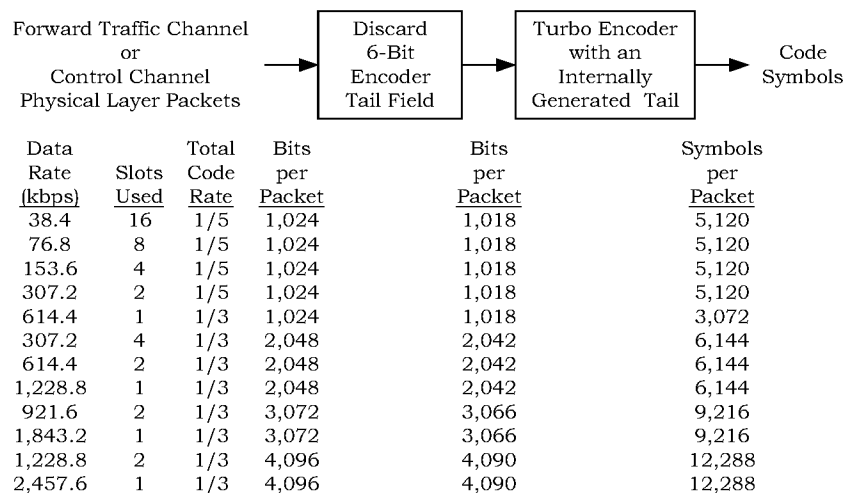 Forward Traffic Channel
or
Control Channel
Physical Layer Packets
Discard
6-Bit
Encoder
Tail Field
Turbo Encoder
with an
Internally
Generated Tail
Code
Symbols
Data Rate (kbps) Slots Used Total Code Rate Bits per Packet Bits per Packet Symbols per Packet
38.4 16 1/5 1,024 1,018 5,120
76.8 8 1/5 1,024 1,018 5,120
153.6 4 1/5 1,024 1,018 5,120
307.2 2 1/5 1,024 1,018 5,120
614.4 1 1/3 1,024 1,018 3,072
307.2 4 1/3 2,048 2,042 6,144
614.4 2 1/3 2,048 2,042 6,144
1,228.8 1 1/3 2,048 2,042 6,144
921.6 2 1/3 3,072 3,066 9,216
1,843.2 1 1/3 3,072 3,066 9,216
1,228.8 2 1/3 4,096 4,090 12,288
2,457.6 1 1/3 4,096 4,090 12,288